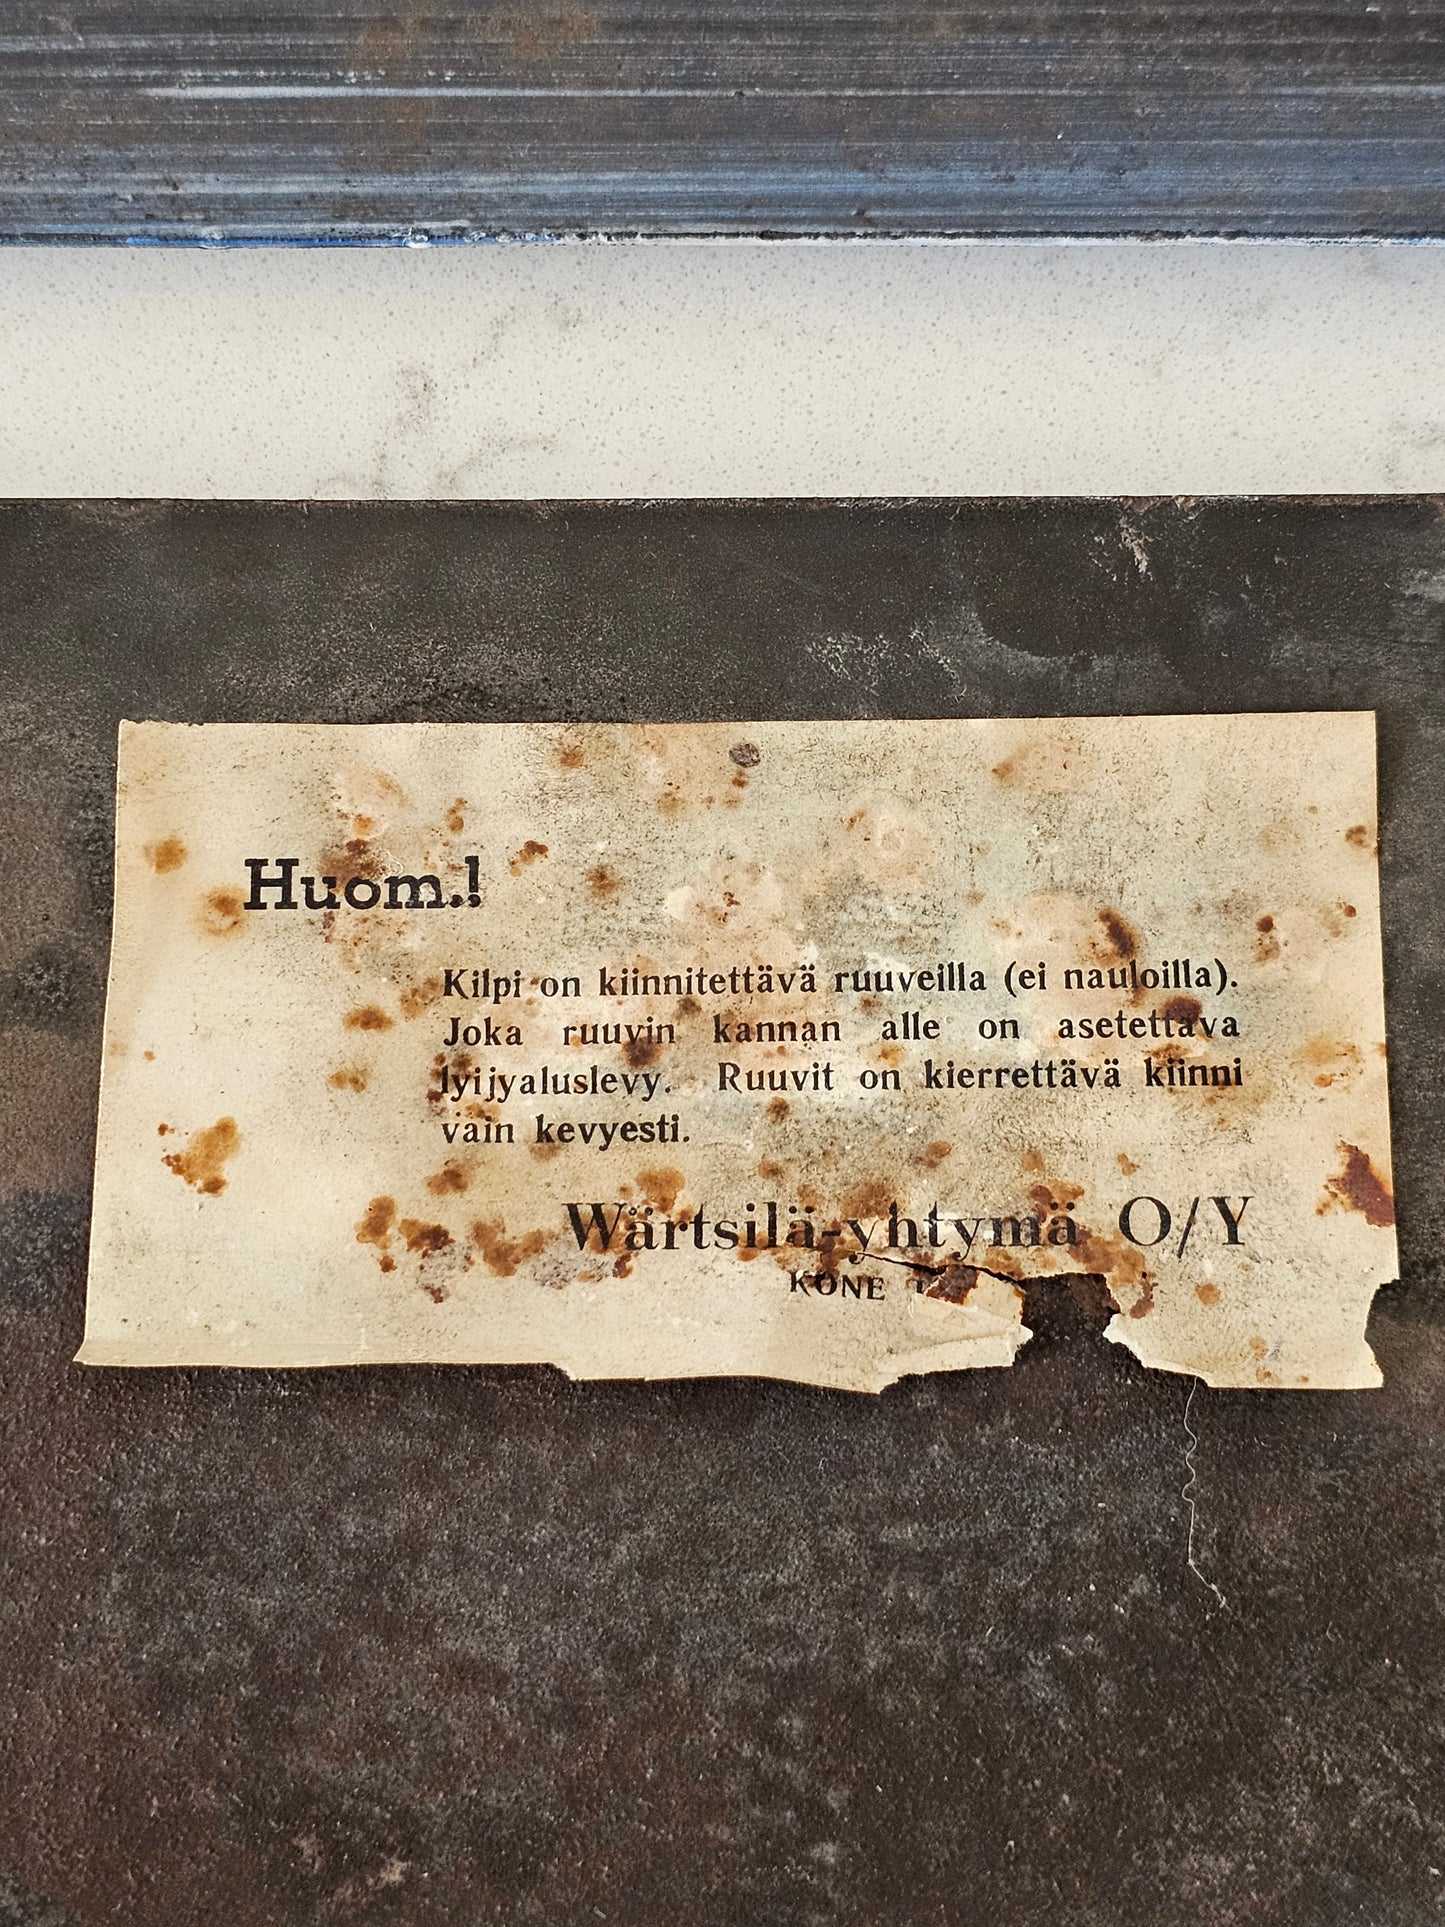 Huom.!
Kilpi on kiinnitettävä ruuveilla (ei nauloilla).
Joka ruuvin kannan alle on asetettava
lyijyaluslevy. Ruuvit on kierrettävä kiinni
vain kevyesti.
Wärtsilä-yhtymä O/Y
KONE